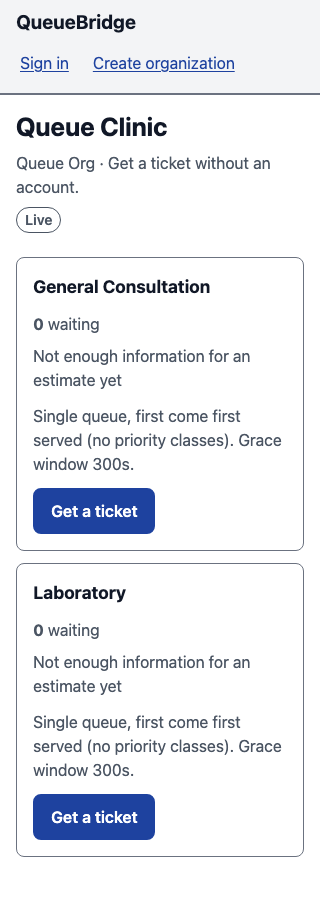 QueueBridge
Sign in
Create organization
Queue Clinic
Queue Org · Get a ticket without an
account.
Live
General Consultation
0 waiting
Not enough information for an
estimate yet
Single queue, first come first
served (no priority classes). Grace
window 300s.
Get a ticket
Laboratory
0 waiting
Not enough information for an
estimate yet
Single queue, first come first
served (no priority classes). Grace
window 300s.
Get a ticket